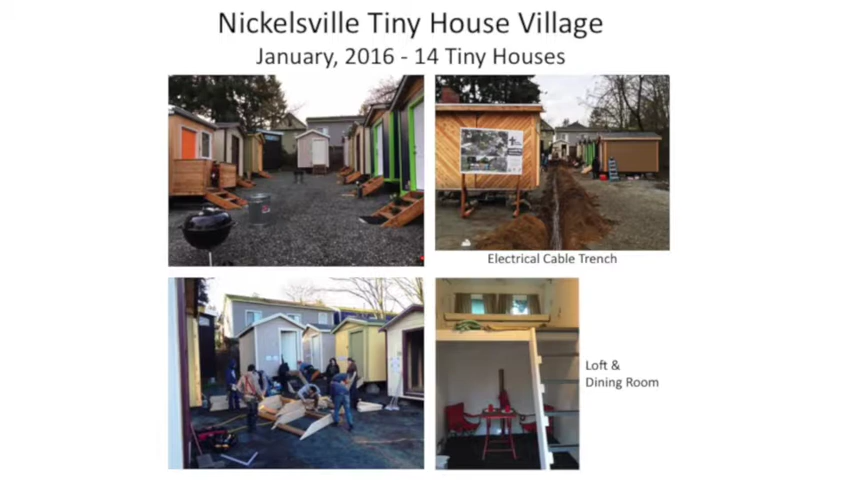 Nickelsville Tiny House Village
January, 2016 - 14 Tiny Houses
Electrical Cable Trench
Loft &
Dining Room